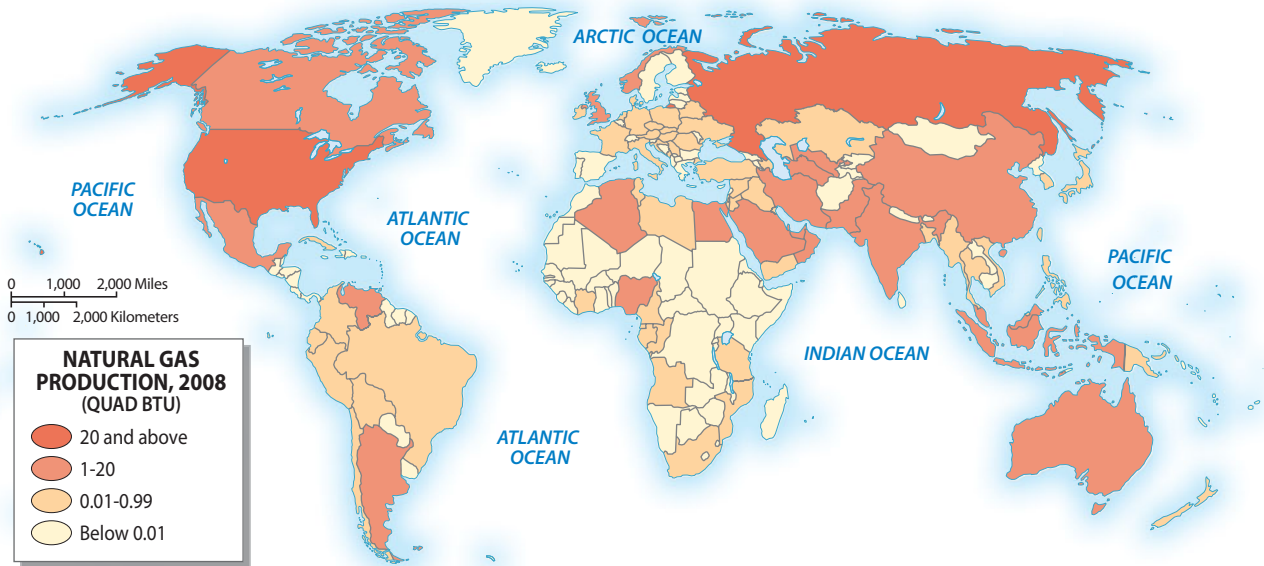 ARCTIC OCEAN
PACIFIC
OCEAN
ATLANTIC
OCEAN
PACIFIC
OCEAN
0 1,000 2,000 Miles
0 1,000 2,000 Kilometers
INDIAN OCEAN
ATLANTIC
OCEAN
NATURAL GAS
PRODUCTION, 2008
(QUAD BTU)
20 and above
1-20
0.01-0.99
Below 0.01